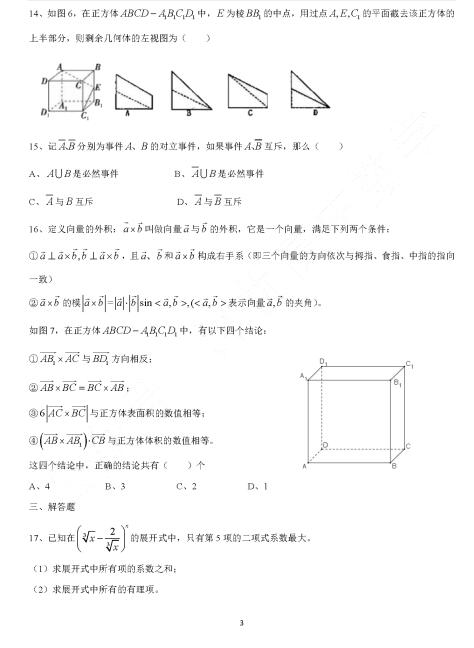 14、如图6，在正方体ABCD－A₁B₁C₁D₁中，E为棱BB₁的中点，用过点A,E,C₁的平面截去该正方体的
上半部分，则剩余几何体的左视图为（　　）
A B
D C
E
A₁ B₁
D₁ C₁
A B C D
15、记A̅,B̅分别为事件A、B的对立事件，如果事件A、B互斥，那么（　　）
A、A⋃B是必然事件 B、A̅⋃B̅是必然事件
C、A̅与B̅互斥 D、A̅与B̅互斥
16、定义向量的外积：a⃗×b⃗叫做向量a⃗与b⃗的外积，它是一个向量，满足下列两个条件：
①a⃗⊥a⃗×b⃗,b⃗⊥a⃗×b⃗，且a⃗、b⃗和a⃗×b⃗构成右手系（即三个向量的方向依次与拇指、食指、中指的指向
一致）
②a⃗×b⃗的模|a⃗×b⃗|=|a⃗|·|b⃗|sin<a⃗,b⃗>,(<a⃗,b⃗>表示向量a⃗,b⃗的夹角）。
如图7，在正方体ABCD－A₁B₁C₁D₁中，有以下四个结论：
①AB₁×AC与BD₁方向相反；
②AB×BC=BC×AB；
③6|AC×BC|与正方体表面积的数值相等；
④(AB×AB₁)·CB与正方体体积的数值相等。
D₁ C₁
A₁ B₁
D C
A B
这四个结论中，正确的结论共有（　　）个
A、4 B、3 C、2 D、1
三、解答题
17、已知在(∛x－2/∛x)ⁿ的展开式中，只有第5项的二项式系数最大。
（1）求展开式中所有项的系数之和；
（2）求展开式中所有的有理项。
3